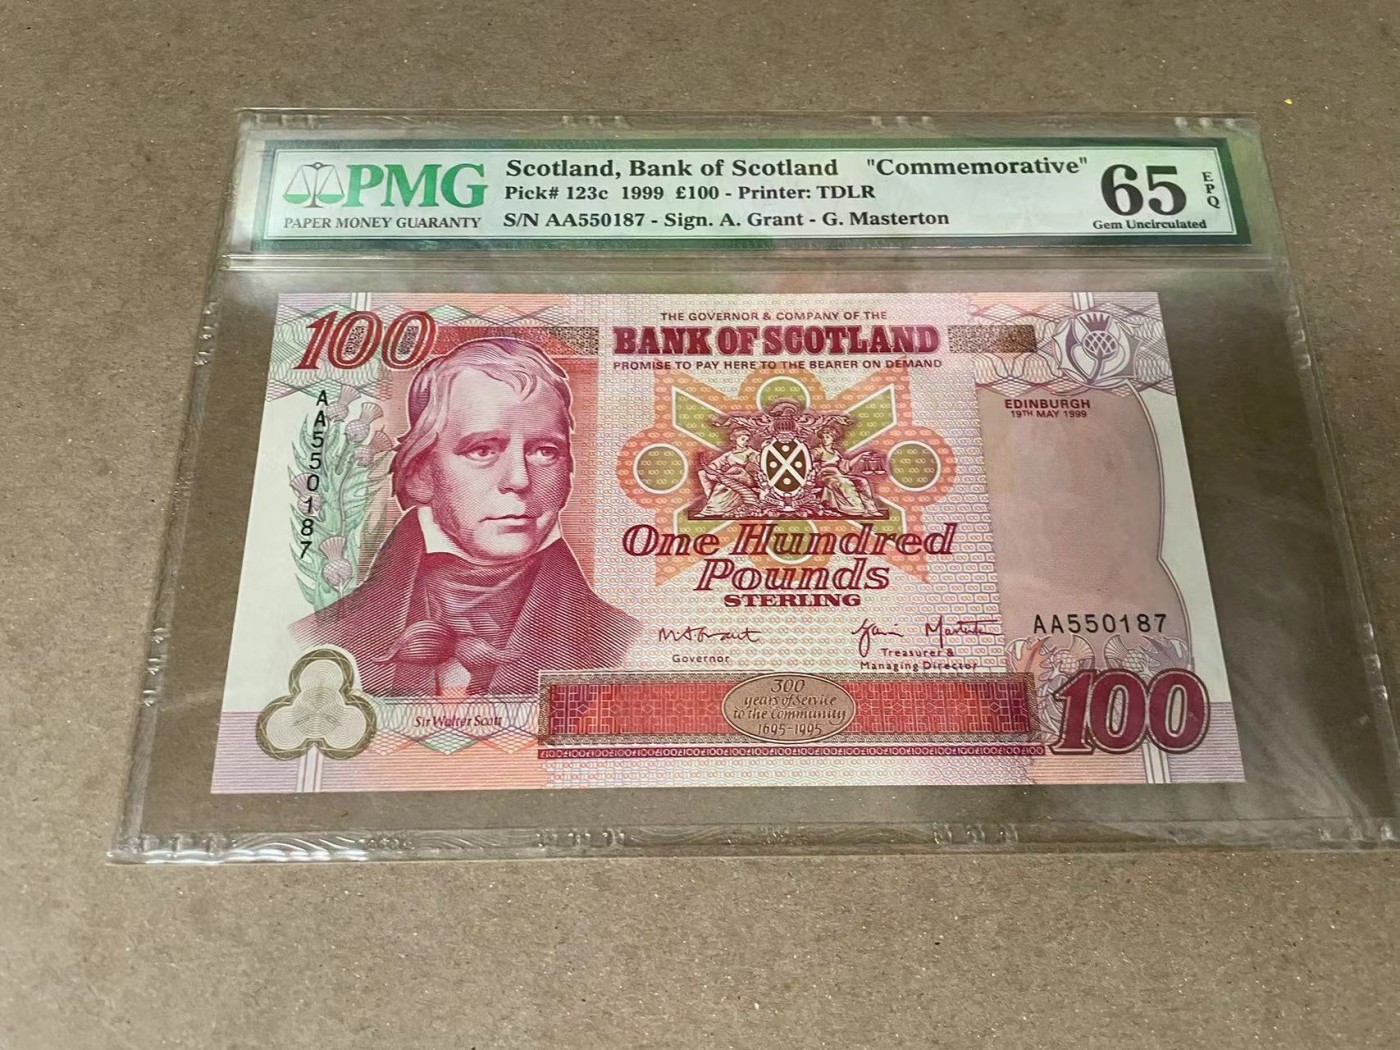 PMG
PAPER MONEY GUARANTY
Scotland, Bank of Scotland "Commemorative"
Pick# 123c 1999 £100 - Printer: TDLR
S/N AA550187 - Sign. A. Grant - G. Masterton
65
EPQ
Gem Uncirculated
100
THE GOVERNOR & COMPANY OF THE
BANK OF SCOTLAND
PROMISE TO PAY HERE TO THE BEARER ON DEMAND
EDINBURGH
19TH MAY 1999
AA550187
One Hundred
Pounds
STERLING
AA550187
Governor
Treasurer &
Managing Director
Sir Walter Scott
300
years of Service
to the Community
1695-1995
100